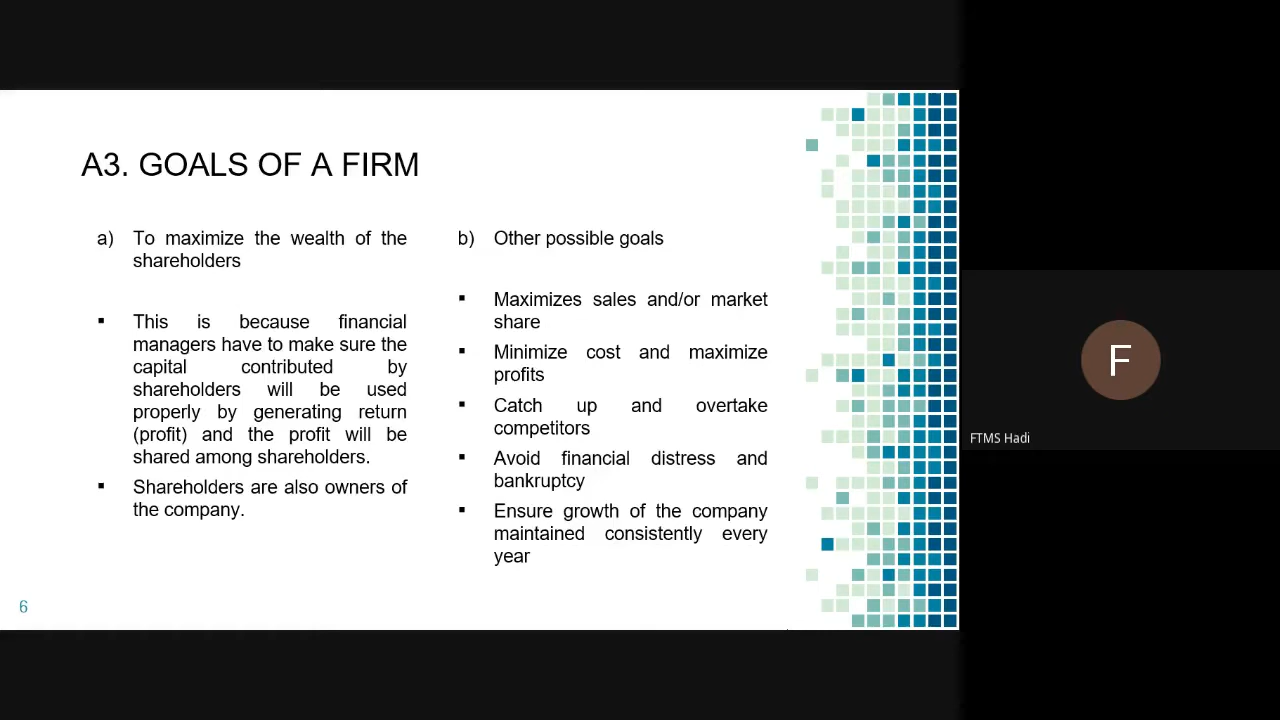 A3. GOALS OF A FIRM
a) To maximize the wealth of the
shareholders
▪ This is because financial
managers have to make sure the
capital contributed by
shareholders will be used
properly by generating return
(profit) and the profit will be
shared among shareholders.
▪ Shareholders are also owners of
the company.
b) Other possible goals
▪ Maximizes sales and/or market
share
▪ Minimize cost and maximize
profits
▪ Catch up and overtake
competitors
▪ Avoid financial distress and
bankruptcy
▪ Ensure growth of the company
maintained consistently every
year
6
F
FTMS Hadi